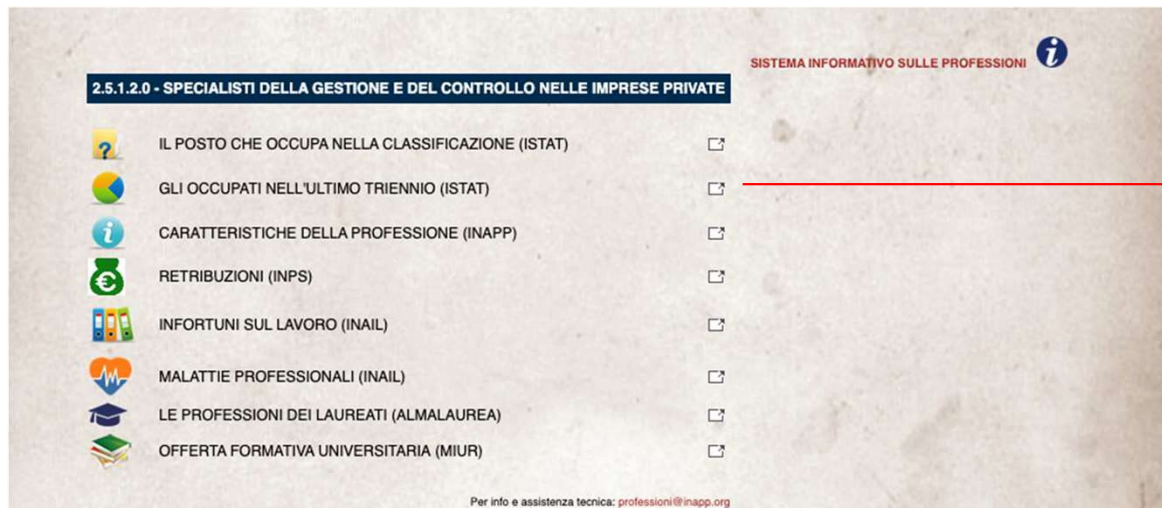 SISTEMA INFORMATIVO SULLE PROFESSIONI
2.5.1.2.0 - SPECIALISTI DELLA GESTIONE E DEL CONTROLLO NELLE IMPRESE PRIVATE
IL POSTO CHE OCCUPA NELLA CLASSIFICAZIONE (ISTAT)
GLI OCCUPATI NELL'ULTIMO TRIENNIO (ISTAT)
CARATTERISTICHE DELLA PROFESSIONE (INAPP)
RETRIBUZIONI (INPS)
INFORTUNI SUL LAVORO (INAIL)
MALATTIE PROFESSIONALI (INAIL)
LE PROFESSIONI DEI LAUREATI (ALMALAUREA)
OFFERTA FORMATIVA UNIVERSITARIA (MIUR)
Per info e assistenza tecnica: professioni@inapp.org